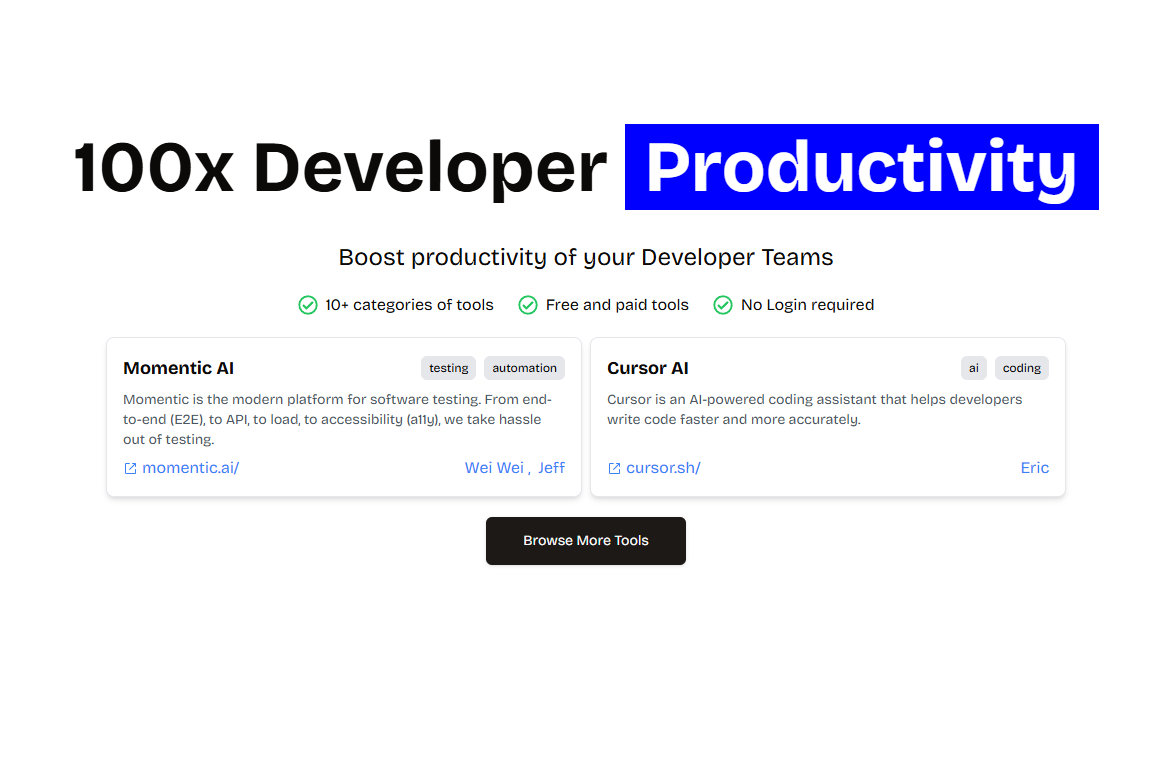 100x Developer Productivity
Boost productivity of your Developer Teams
10+ categories of tools Free and paid tools No Login required
Momentic AI testing automation
Momentic is the modern platform for software testing. From end-
to-end (E2E), to API, to load, to accessibility (a11y), we take hassle
out of testing.
momentic.ai/ Wei Wei , Jeff
Cursor AI ai coding
Cursor is an AI-powered coding assistant that helps developers
write code faster and more accurately.
cursor.sh/ Eric
Browse More Tools